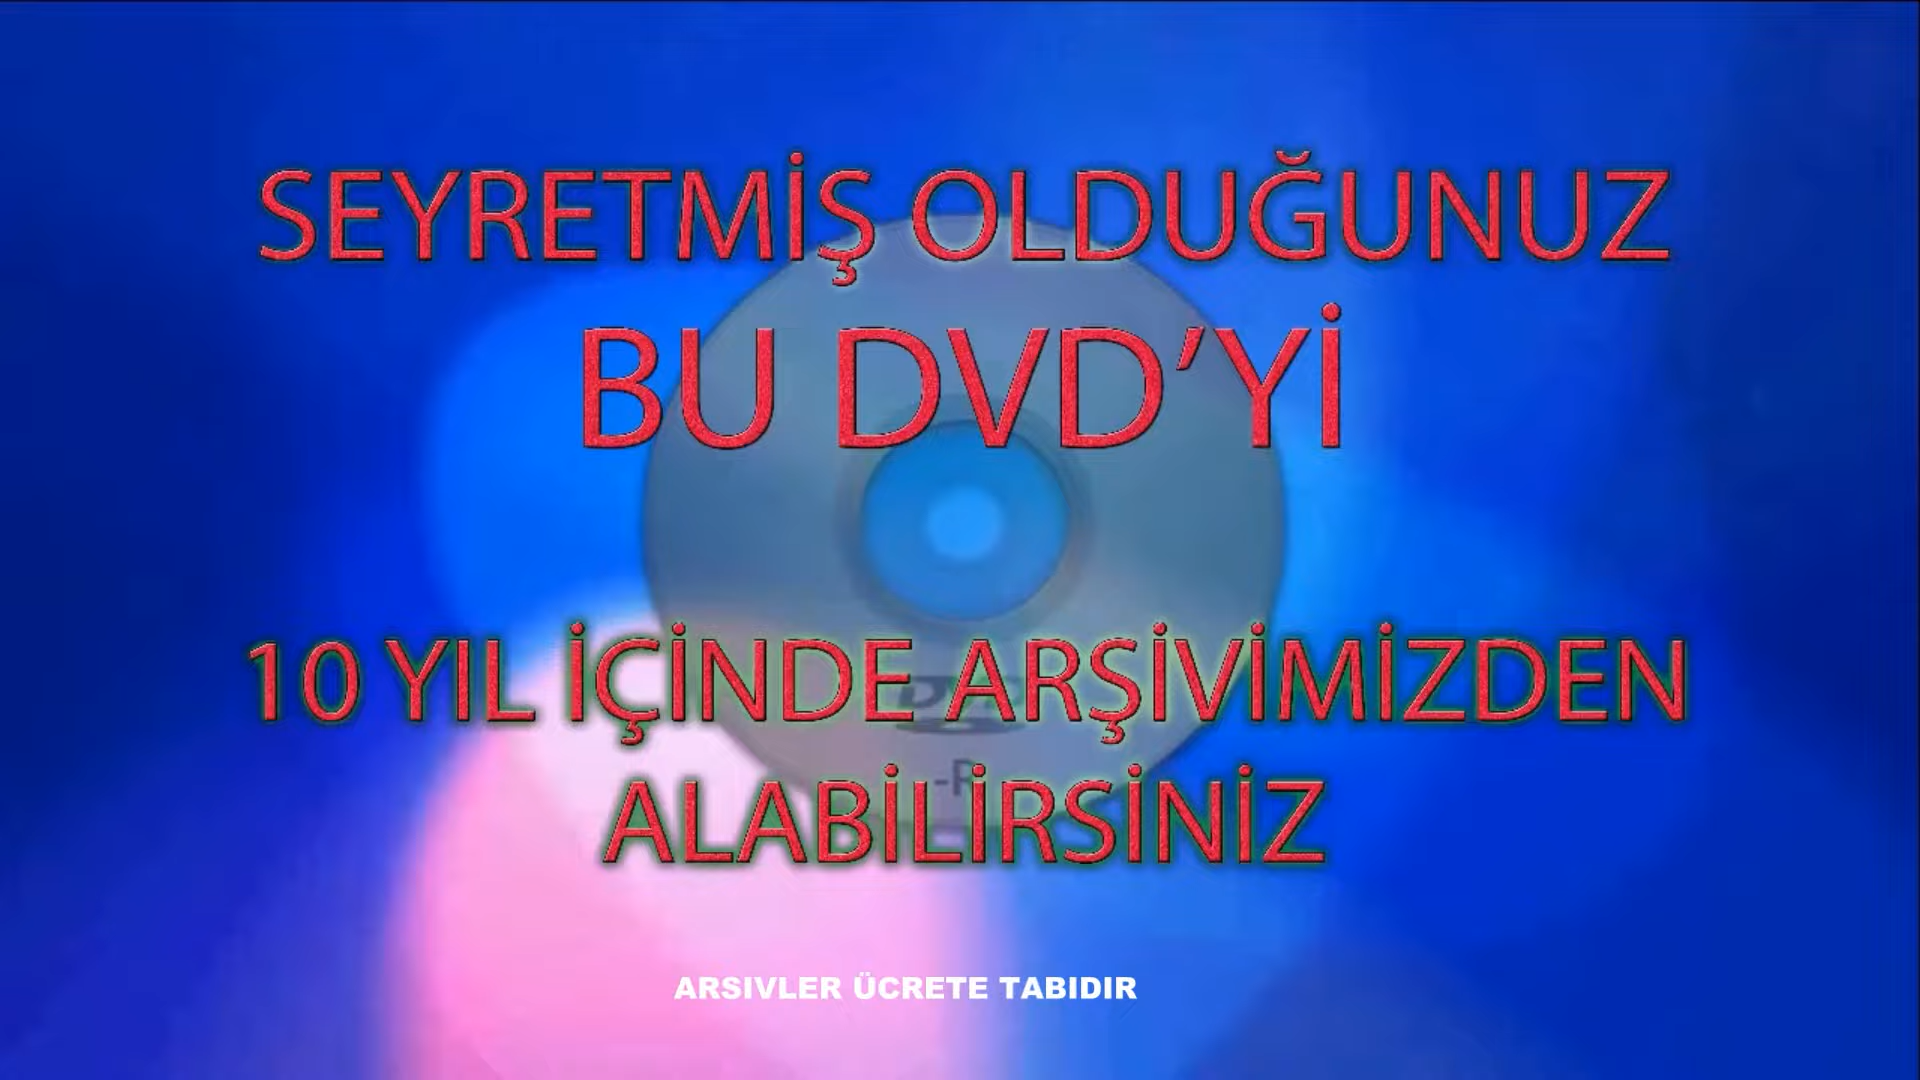 SEYRETMİŞ OLDUĞUNUZ
BU DVD’Yİ
10 YIL İÇİNDE ARŞİVİMİZDEN
-R
ALABİLİRSİNİZ
ARSIVLER ÜCRETE TABIDIR